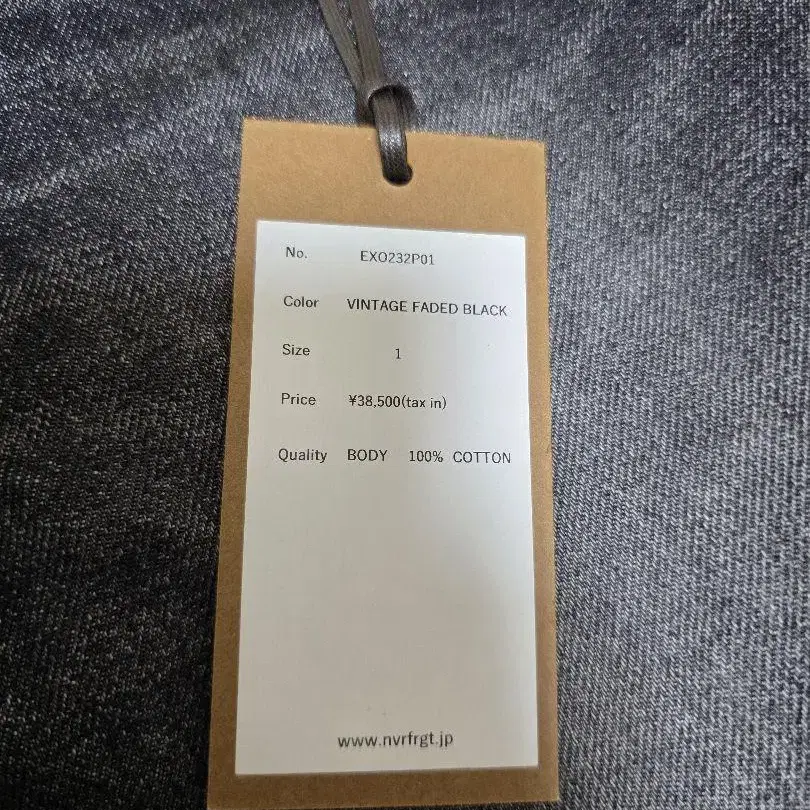 No. EXO232P01
Color VINTAGE FADED BLACK
Size 1
Price ¥38,500(tax in)
Quality BODY 100% COTTON
www.nvrfrgt.jp